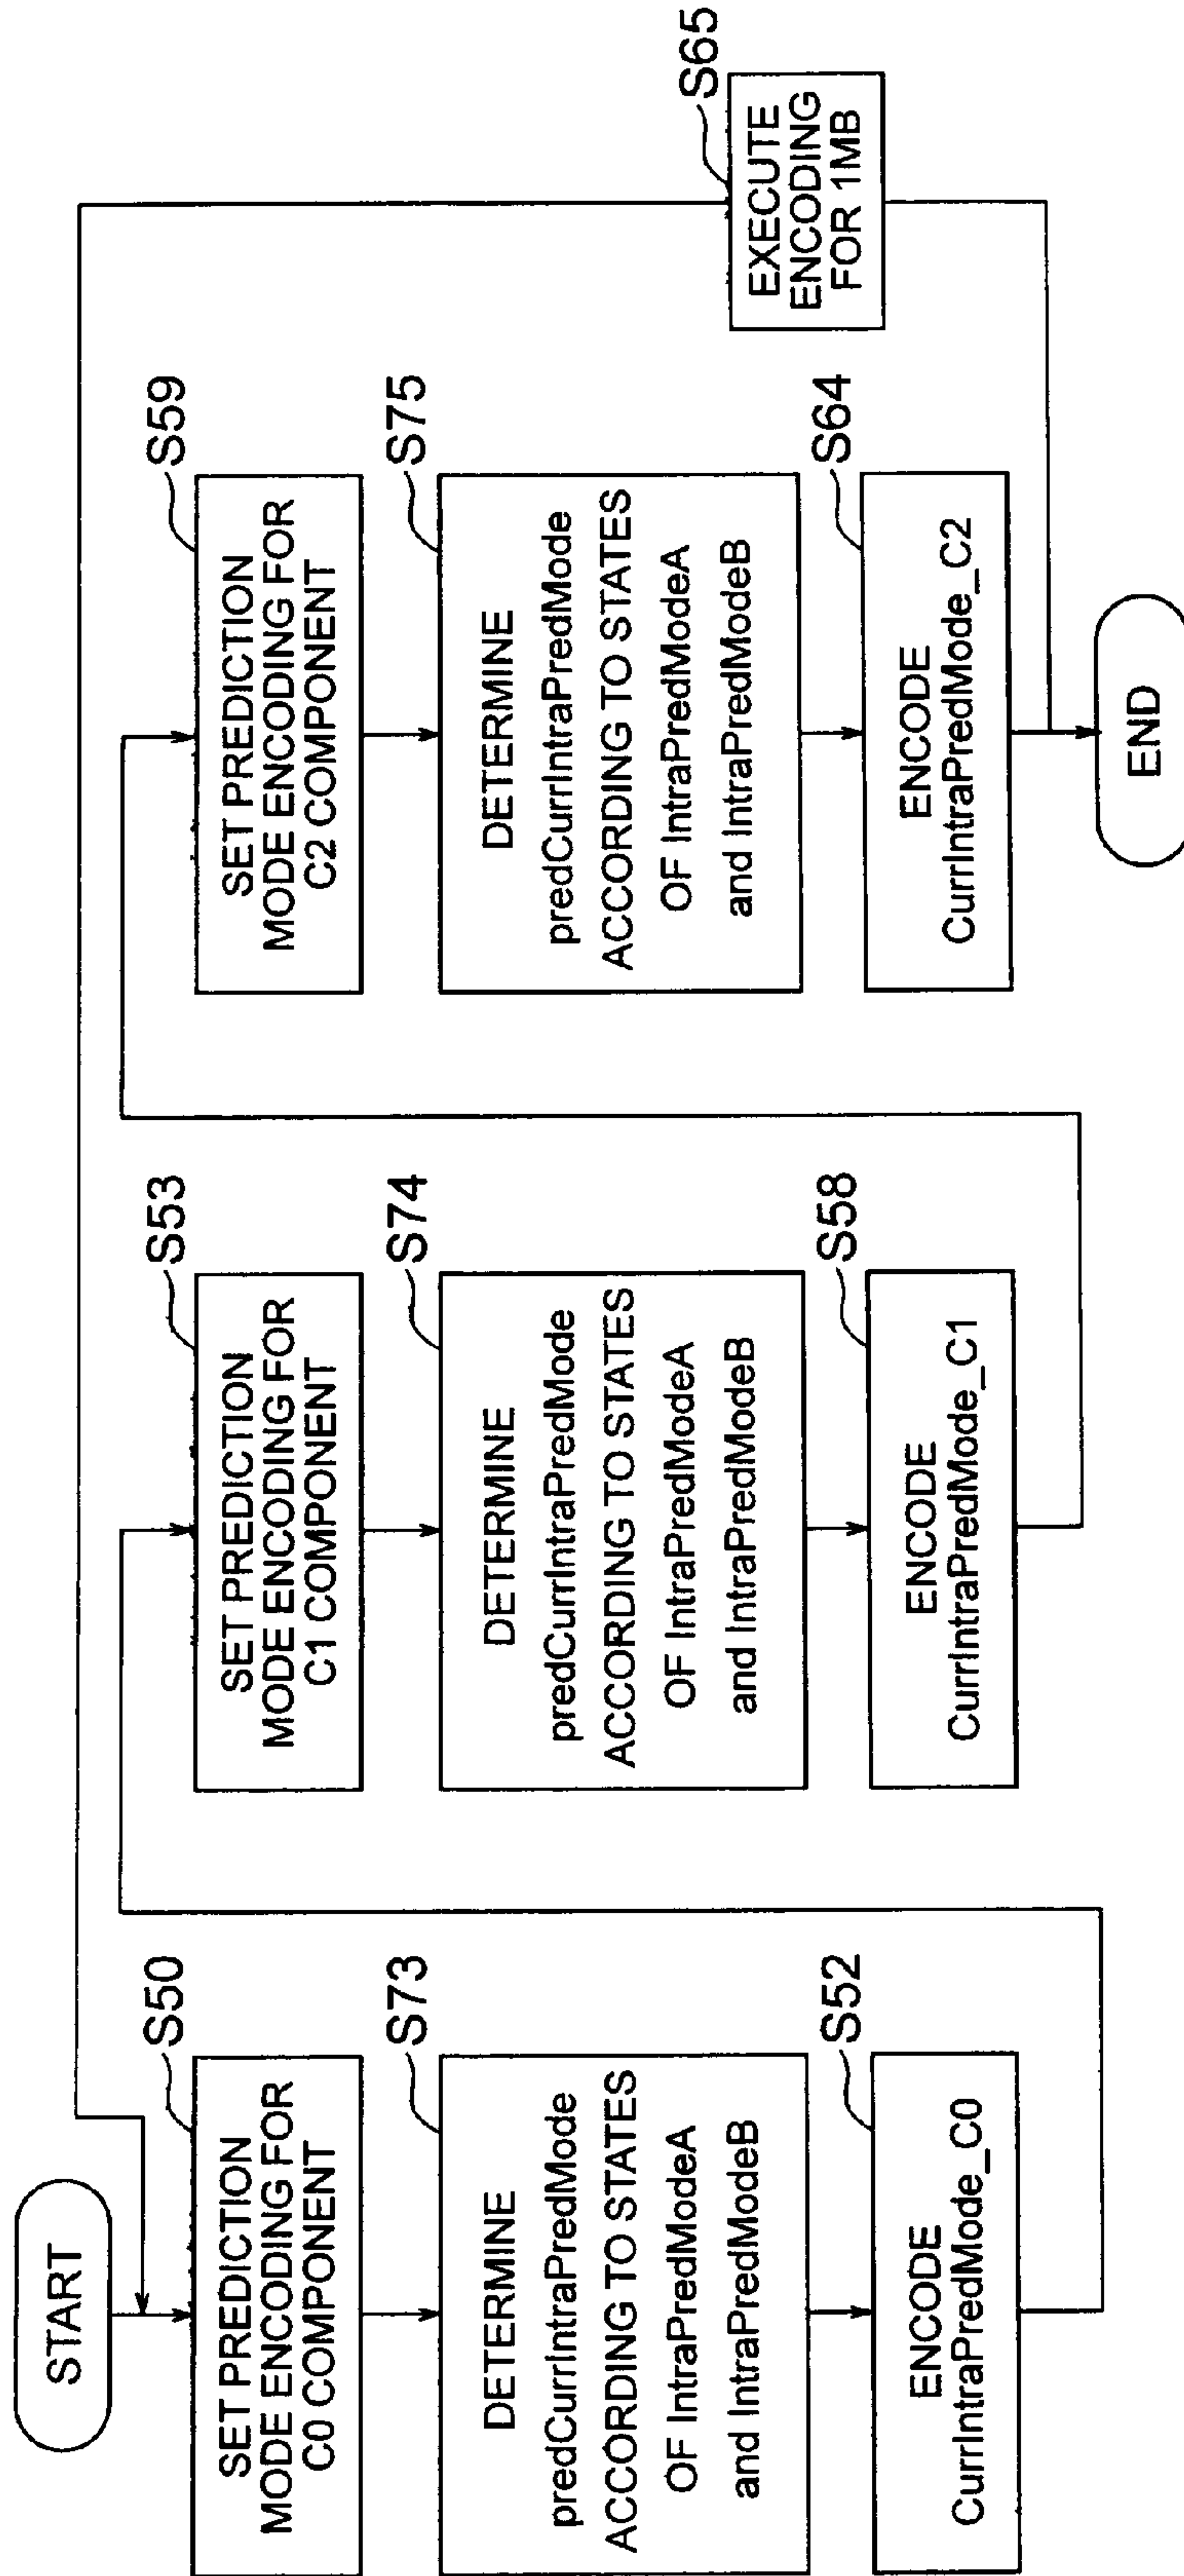 START
S50
SET PREDICTION
MODE ENCODING FOR
C0 COMPONENT
S73
DETERMINE
predCurrIntraPredMode
ACCORDING TO STATES
OF IntraPredModeA
and IntraPredModeB
S52
ENCODE
CurrIntraPredMode_C0
S53
SET PREDICTION
MODE ENCODING FOR
C1 COMPONENT
S74
DETERMINE
predCurrIntraPredMode
ACCORDING TO STATES
OF IntraPredModeA
and IntraPredModeB
S58
ENCODE
CurrIntraPredMode_C1
S59
SET PREDICTION
MODE ENCODING FOR
C2 COMPONENT
S75
DETERMINE
predCurrIntraPredMode
ACCORDING TO STATES
OF IntraPredModeA
and IntraPredModeB
S64
ENCODE
CurrIntraPredMode_C2
S65
EXECUTE
ENCODING
FOR 1MB
END